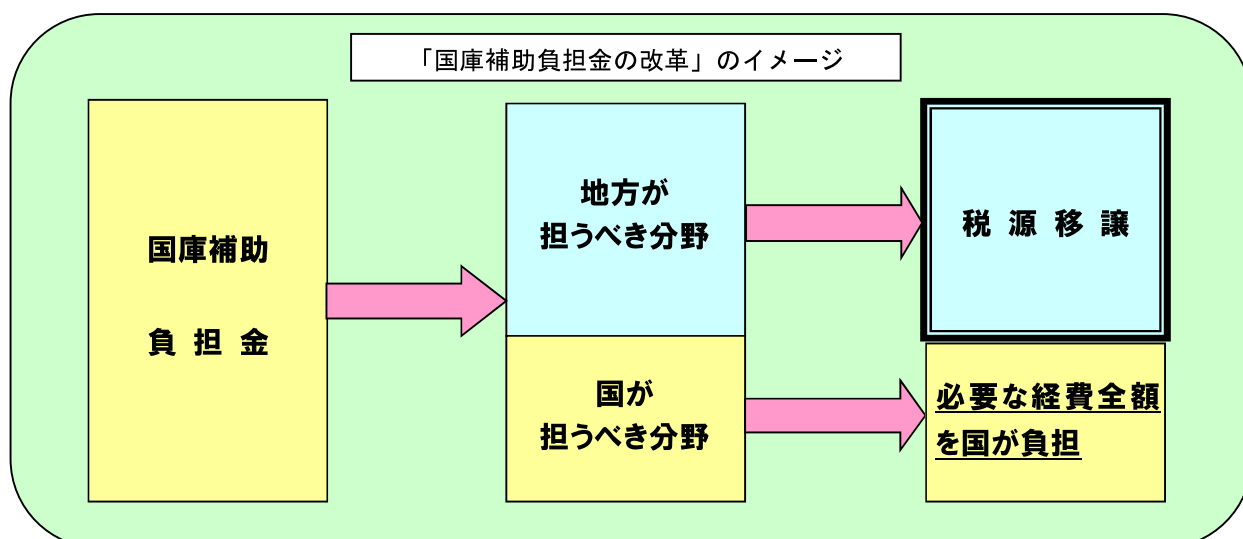 「国庫補助負担金の改革」のイメージ
国庫補助
負担金
地方が
担うべき分野
国が
担うべき分野
税源移譲
必要な経費全額
を国が負担